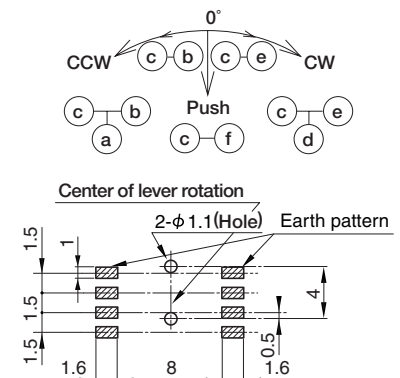 0°
CCW c b c e CW
c b Push c e
a c f d
Center of lever rotation
2-ϕ1.1(Hole) Earth pattern
1.5 1
1.5 4
1.5 0.5
1.6 8 1.6